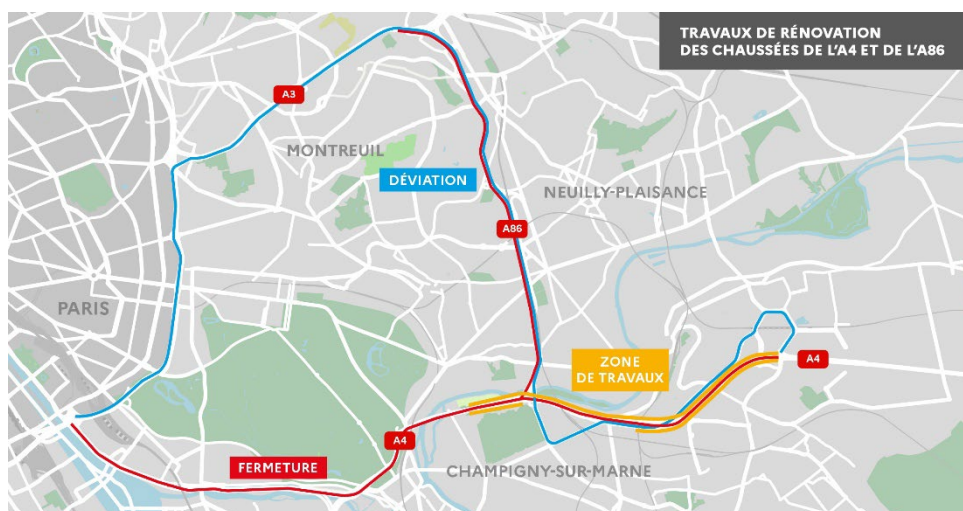 TRAVAUX DE RÉNOVATION
DES CHAUSSÉES DE L'A4 ET DE L'A86
A3
MONTREUIL
DÉVIATION
NEUILLY-PLAISANCE
A86
PARIS
ZONE
DE TRAVAUX
A4
A4
FERMETURE
CHAMPIGNY-SUR-MARNE